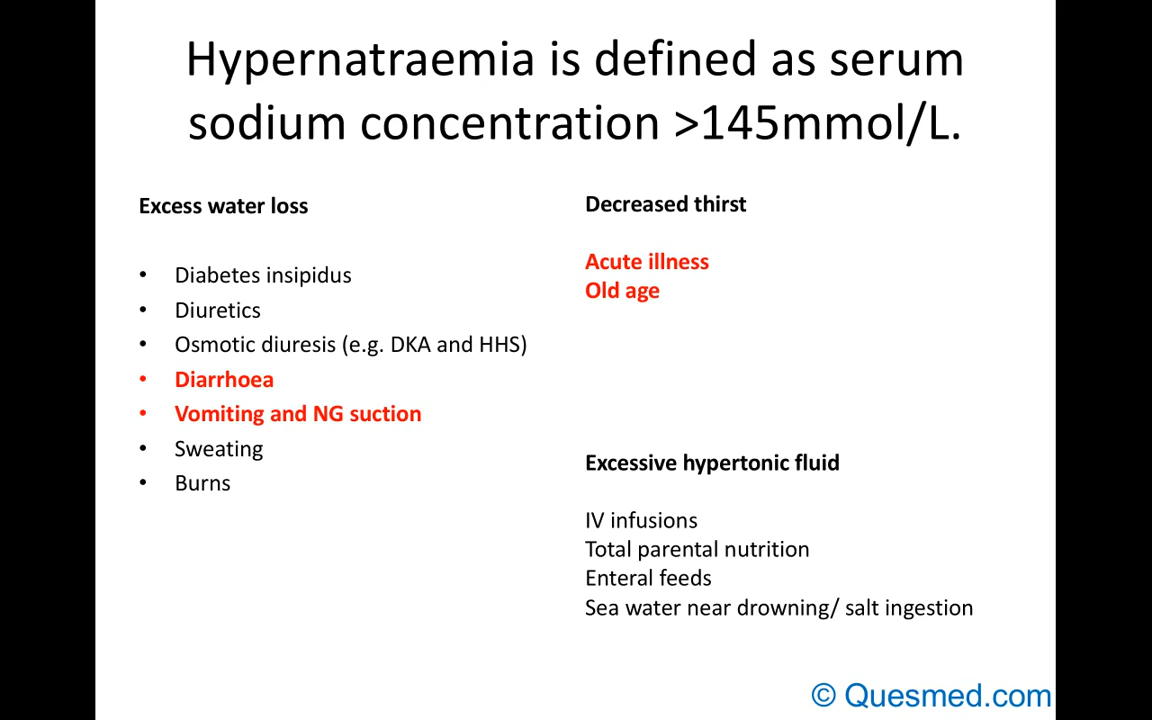 Hypernatraemia is defined as serum
sodium concentration >145mmol/L.
Excess water loss
• Diabetes insipidus
• Diuretics
• Osmotic diuresis (e.g. DKA and HHS)
• Diarrhoea
• Vomiting and NG suction
• Sweating
• Burns
Decreased thirst
Acute illness
Old age
Excessive hypertonic fluid
IV infusions
Total parental nutrition
Enteral feeds
Sea water near drowning/ salt ingestion
© Quesmed.com